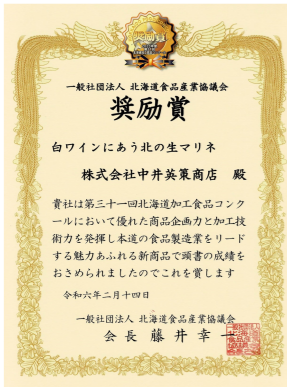 奨励賞
一般社団法人 北海道食品産業協議会
奨励賞
白ワインにあう北の生マリネ
株式会社中井英策商店 殿
貴社は第三十一回北海道加工食品コンク
ールにおいて優れた商品企画力と加工技
術力を発揮し本道の食品製造業をリード
する魅力あふれる新商品で頭書の成績を
おさめられましたのでこれを賞します
令和六年二月十四日
一般社団法人 北海道食品産業協議会
会長 藤井幸一